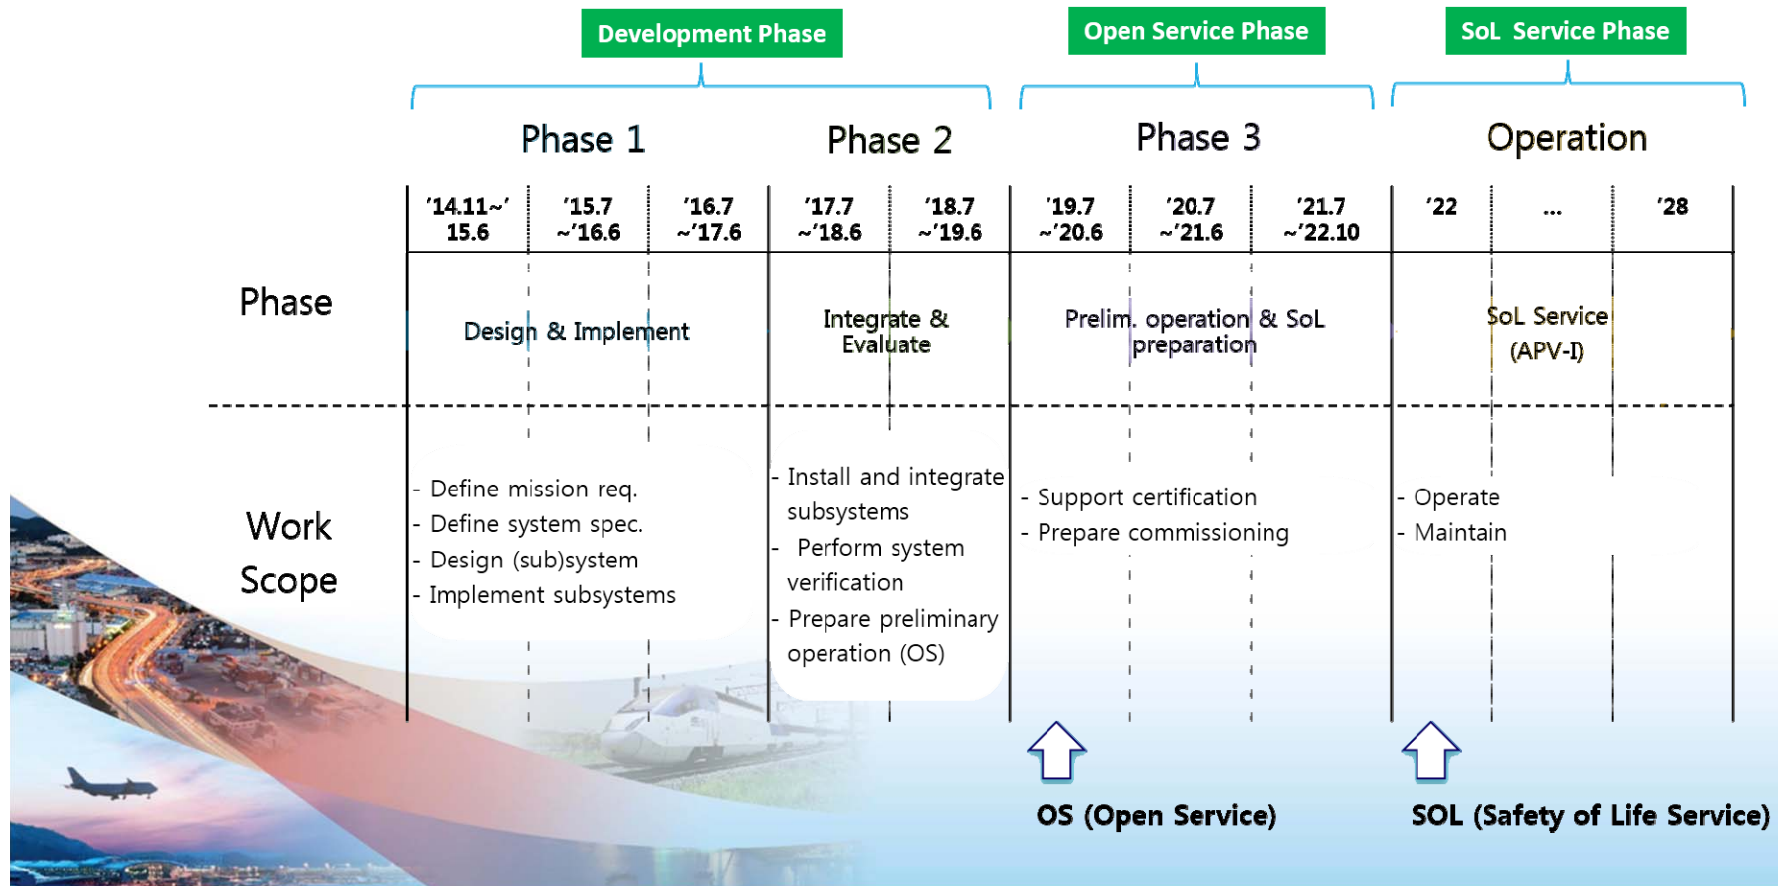 Development Phase
Open Service Phase
SoL Service Phase
Phase 1
Phase 2
Phase 3
Operation
'14.11~'
15.6
'15.7
~'16.6
'16.7
~'17.6
'17.7
~'18.6
'18.7
~'19.6
'19.7
~'20.6
'20.7
~'21.6
'21.7
~'22.10
'22
...
'28
Phase
Design & Implement
Integrate &
Evaluate
Prelim. operation & SoL
preparation
SoL Service
(APV-I)
Work
Scope
- Define mission req.
- Define system spec.
- Design (sub)system
- Implement subsystems
- Install and integrate
subsystems
- Perform system
verification
- Prepare preliminary
operation (OS)
- Support certification
- Prepare commissioning
- Operate
- Maintain
OS (Open Service)
SOL (Safety of Life Service)